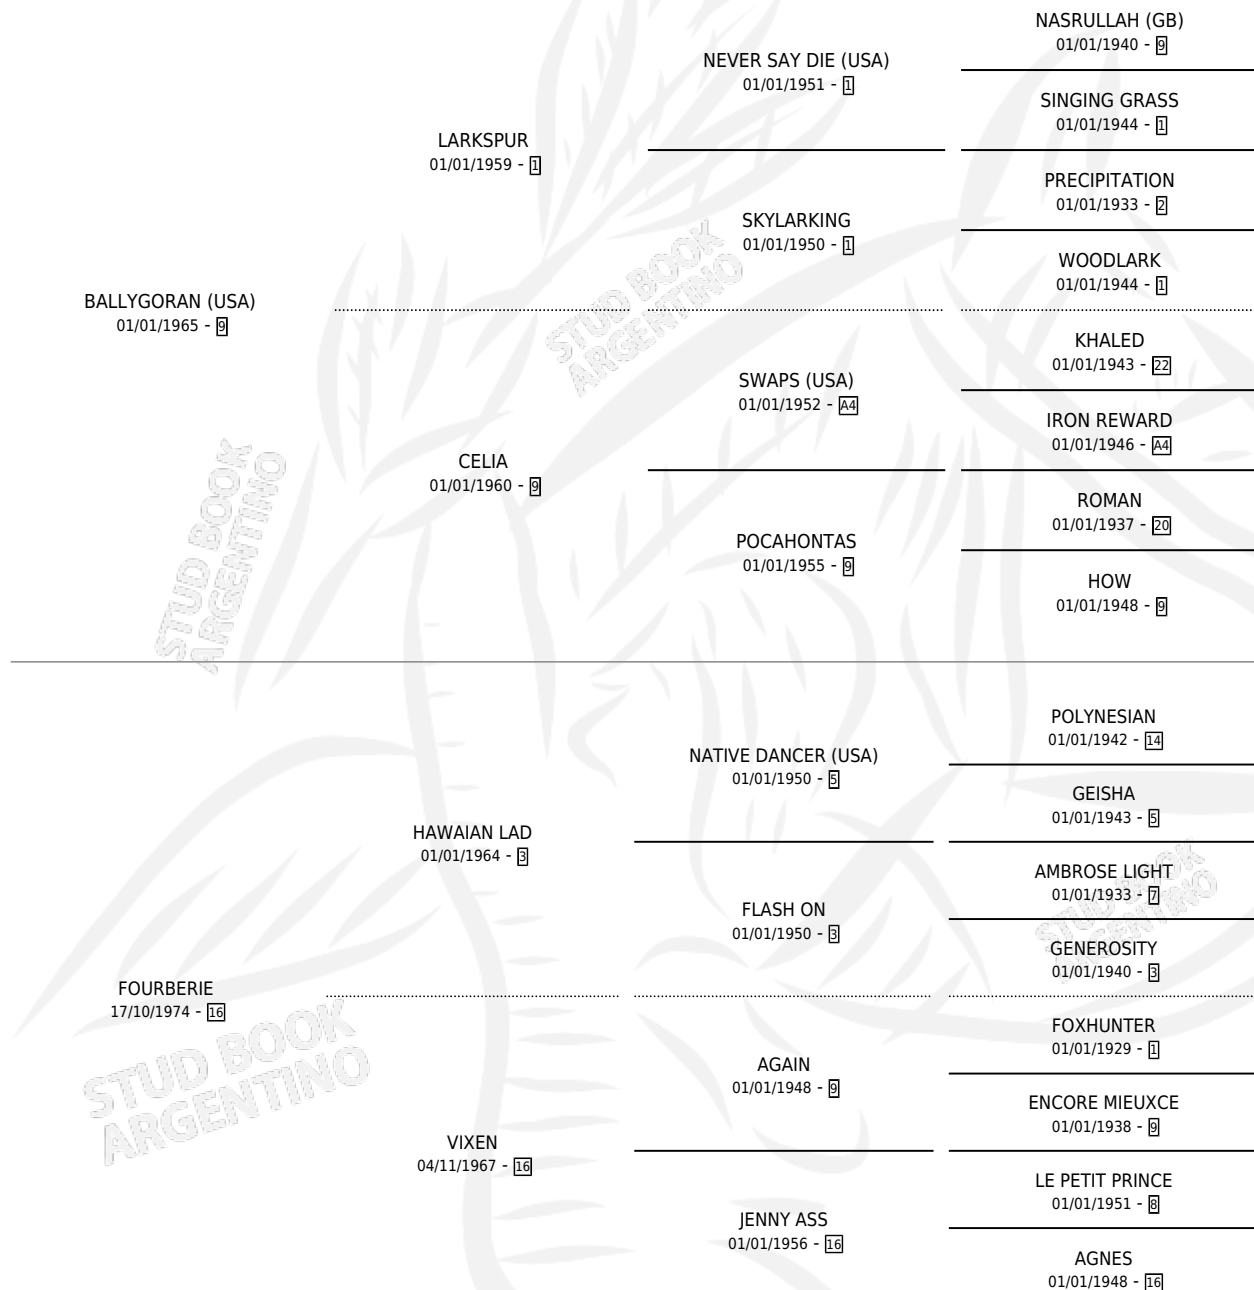 NASRULLAH (GB)
01/01/1940 - 9
NEVER SAY DIE (USA)
01/01/1951 - 1
SINGING GRASS
01/01/1944 - 1
LARKSPUR
01/01/1959 - 1
PRECIPITATION
01/01/1933 - 2
SKYLARKING
01/01/1950 - 1
WOODLARK
01/01/1944 - 1
BALLYGORAN (USA)
01/01/1965 - 9
KHALED
01/01/1943 - 22
SWAPS (USA)
01/01/1952 - A4
IRON REWARD
01/01/1946 - A4
CELIA
01/01/1960 - 9
ROMAN
01/01/1937 - 20
POCAHONTAS
01/01/1955 - 9
HOW
01/01/1948 - 9
POLYNESIAN
01/01/1942 - 14
NATIVE DANCER (USA)
01/01/1950 - 5
GEISHA
01/01/1943 - 5
HAWAIAN LAD
01/01/1964 - 3
AMBROSE LIGHT
01/01/1933 - 7
FLASH ON
01/01/1950 - 3
GENEROSITY
01/01/1940 - 3
FOURBERIE
17/10/1974 - 16
FOXHUNTER
01/01/1929 - 1
AGAIN
01/01/1948 - 9
ENCORE MIEUXCE
01/01/1938 - 9
VIXEN
04/11/1967 - 16
LE PETIT PRINCE
01/01/1951 - 8
JENNY ASS
01/01/1956 - 16
AGNES
01/01/1948 - 16
STUD BOOK
ARGENTINO
STUD BOOK
ARGENTINO
STUD BOOK
ARGENTINO
STUD BOOK
ARGENTINO